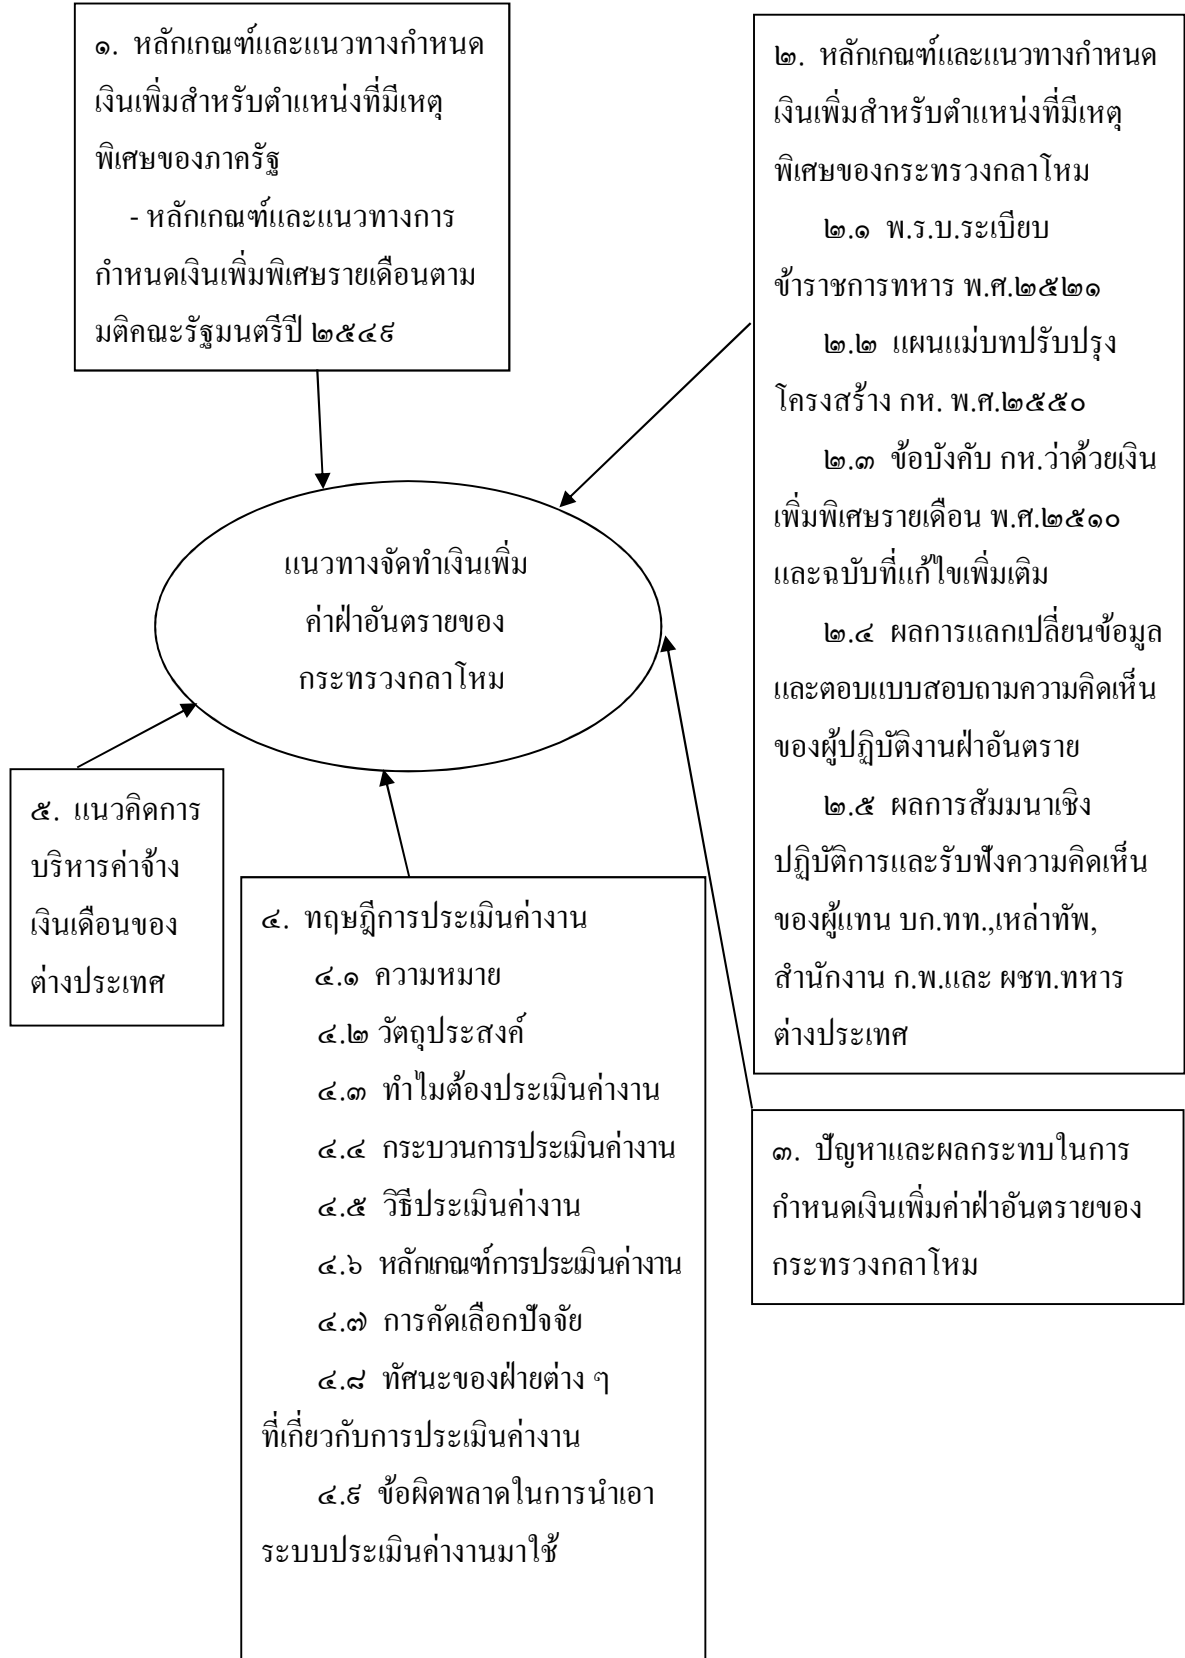 ๑. หลักเกณฑ์และแนวทางกำหนด
เงินเพิ่มสำหรับตำแหน่งที่มีเหตุ
พิเศษของภาครัฐ
- หลักเกณฑ์และแนวทางการ
กำหนดเงินเพิ่มพิเศษรายเดือนตาม
มติคณะรัฐมนตรีปี ๒๕๔๙
๒. หลักเกณฑ์และแนวทางกำหนด
เงินเพิ่มสำหรับตำแหน่งที่มีเหตุ
พิเศษของกระทรวงกลาโหม
๒.๑ พ.ร.บ.ระเบียบ
ข้าราชการทหาร พ.ศ.๒๕๒๑
๒.๒ แผนแม่บทปรับปรุง
โครงสร้าง กห. พ.ศ.๒๕๕๐
๒.๓ ข้อบังคับ กห.ว่าด้วยเงิน
เพิ่มพิเศษรายเดือน พ.ศ.๒๕๑๐
และฉบับที่แก้ไขเพิ่มเติม
๒.๔ ผลการแลกเปลี่ยนข้อมูล
และตอบแบบสอบถามความคิดเห็น
ของผู้ปฏิบัติงานฝ่าอันตราย
๒.๕ ผลการสัมมนาเชิง
ปฏิบัติการและรับฟังความคิดเห็น
ของผู้แทน บก.ทท.,เหล่าทัพ,
สำนักงาน ก.พ.และ ผชท.ทหาร
ต่างประเทศ
แนวทางจัดทำเงินเพิ่ม
ค่าฝ่าอันตรายของ
กระทรวงกลาโหม
๓. ปัญหาและผลกระทบในการ
กำหนดเงินเพิ่มค่าฝ่าอันตรายของ
กระทรวงกลาโหม
๔. ทฤษฎีการประเมินค่างาน
๔.๑ ความหมาย
๔.๒ วัตถุประสงค์
๔.๓ ทำไมต้องประเมินค่างาน
๔.๔ กระบวนการประเมินค่างาน
๔.๕ วิธีประเมินค่างาน
๔.๖ หลักเกณฑ์การประเมินค่างาน
๔.๗ การคัดเลือกปัจจัย
๔.๘ ทัศนะของฝ่ายต่าง ๆ
ที่เกี่ยวกับการประเมินค่างาน
๔.๙ ข้อผิดพลาดในการนำเอา
ระบบประเมินค่างานมาใช้
๕. แนวคิดการ
บริหารค่าจ้าง
เงินเดือนของ
ต่างประเทศ